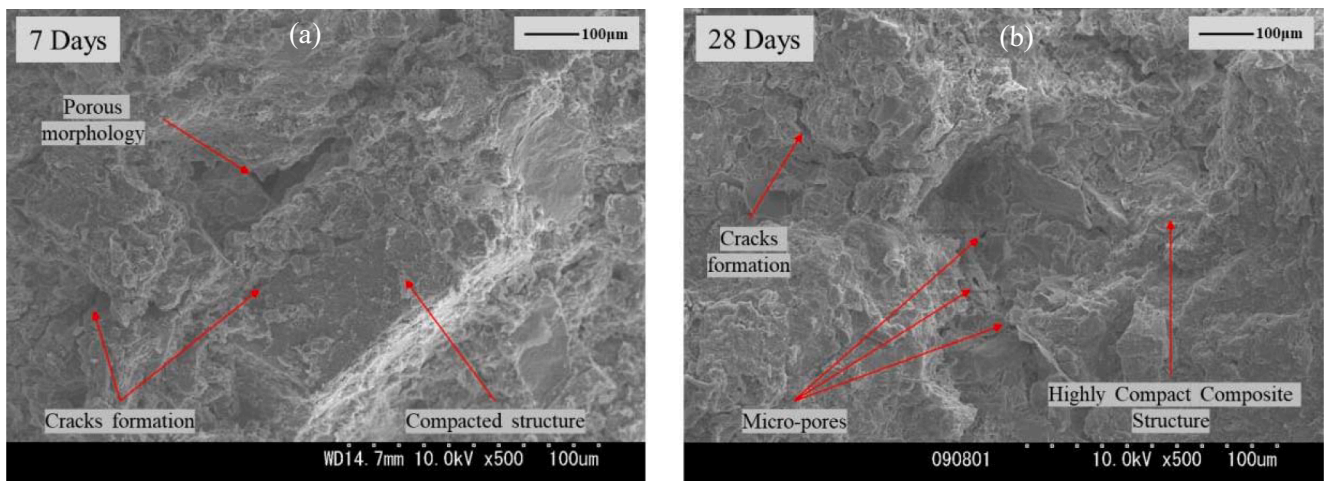 7 Days
(a)
100μm
Porous
morphology
Cracks formation
Compacted structure
WD14.7mm 10.0kV x500 100um
28 Days
(b)
100μm
Cracks
formation
Micro-pores
Highly Compact Composite
Structure
090801 10.0kV x500 100um